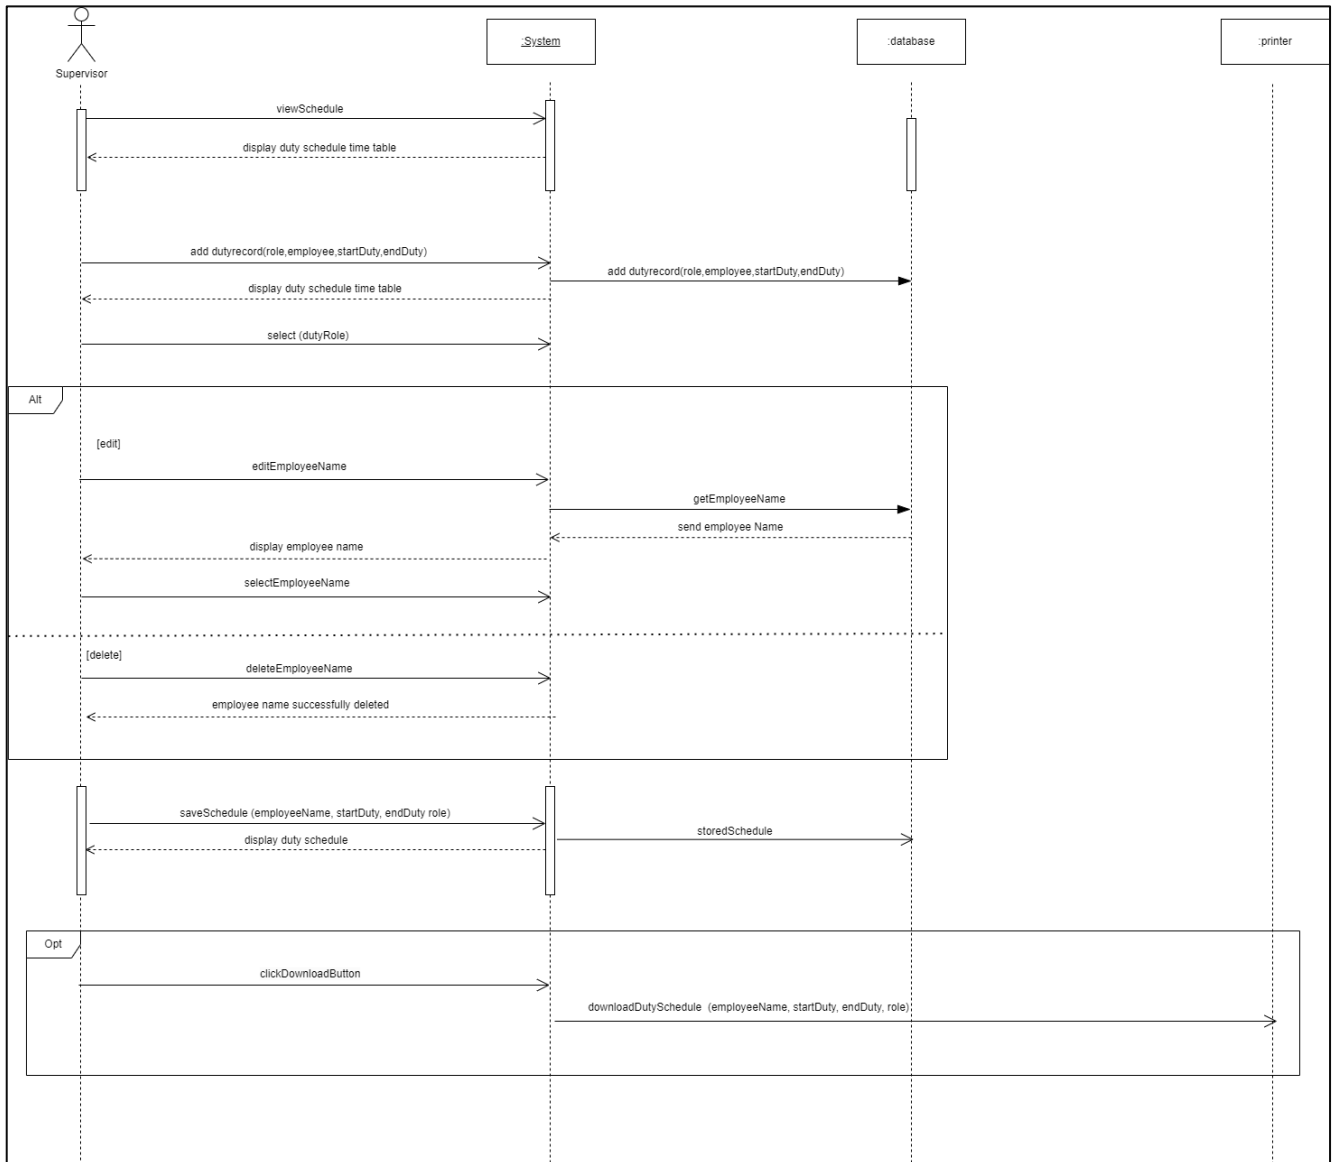 Supervisor
:System
:database
:printer
viewSchedule
display duty schedule time table
add dutyrecord(role,employee,startDuty,endDuty)
add dutyrecord(role,employee,startDuty,endDuty)
display duty schedule time table
select (dutyRole)
Alt
[edit]
editEmployeeName
getEmployeeName
send employee Name
display employee name
selectEmployeeName
[delete]
deleteEmployeeName
employee name successfully deleted
saveSchedule (employeeName, startDuty, endDuty role)
storedSchedule
display duty schedule
Opt
clickDownloadButton
downloadDutySchedule (employeeName, startDuty, endDuty, role)